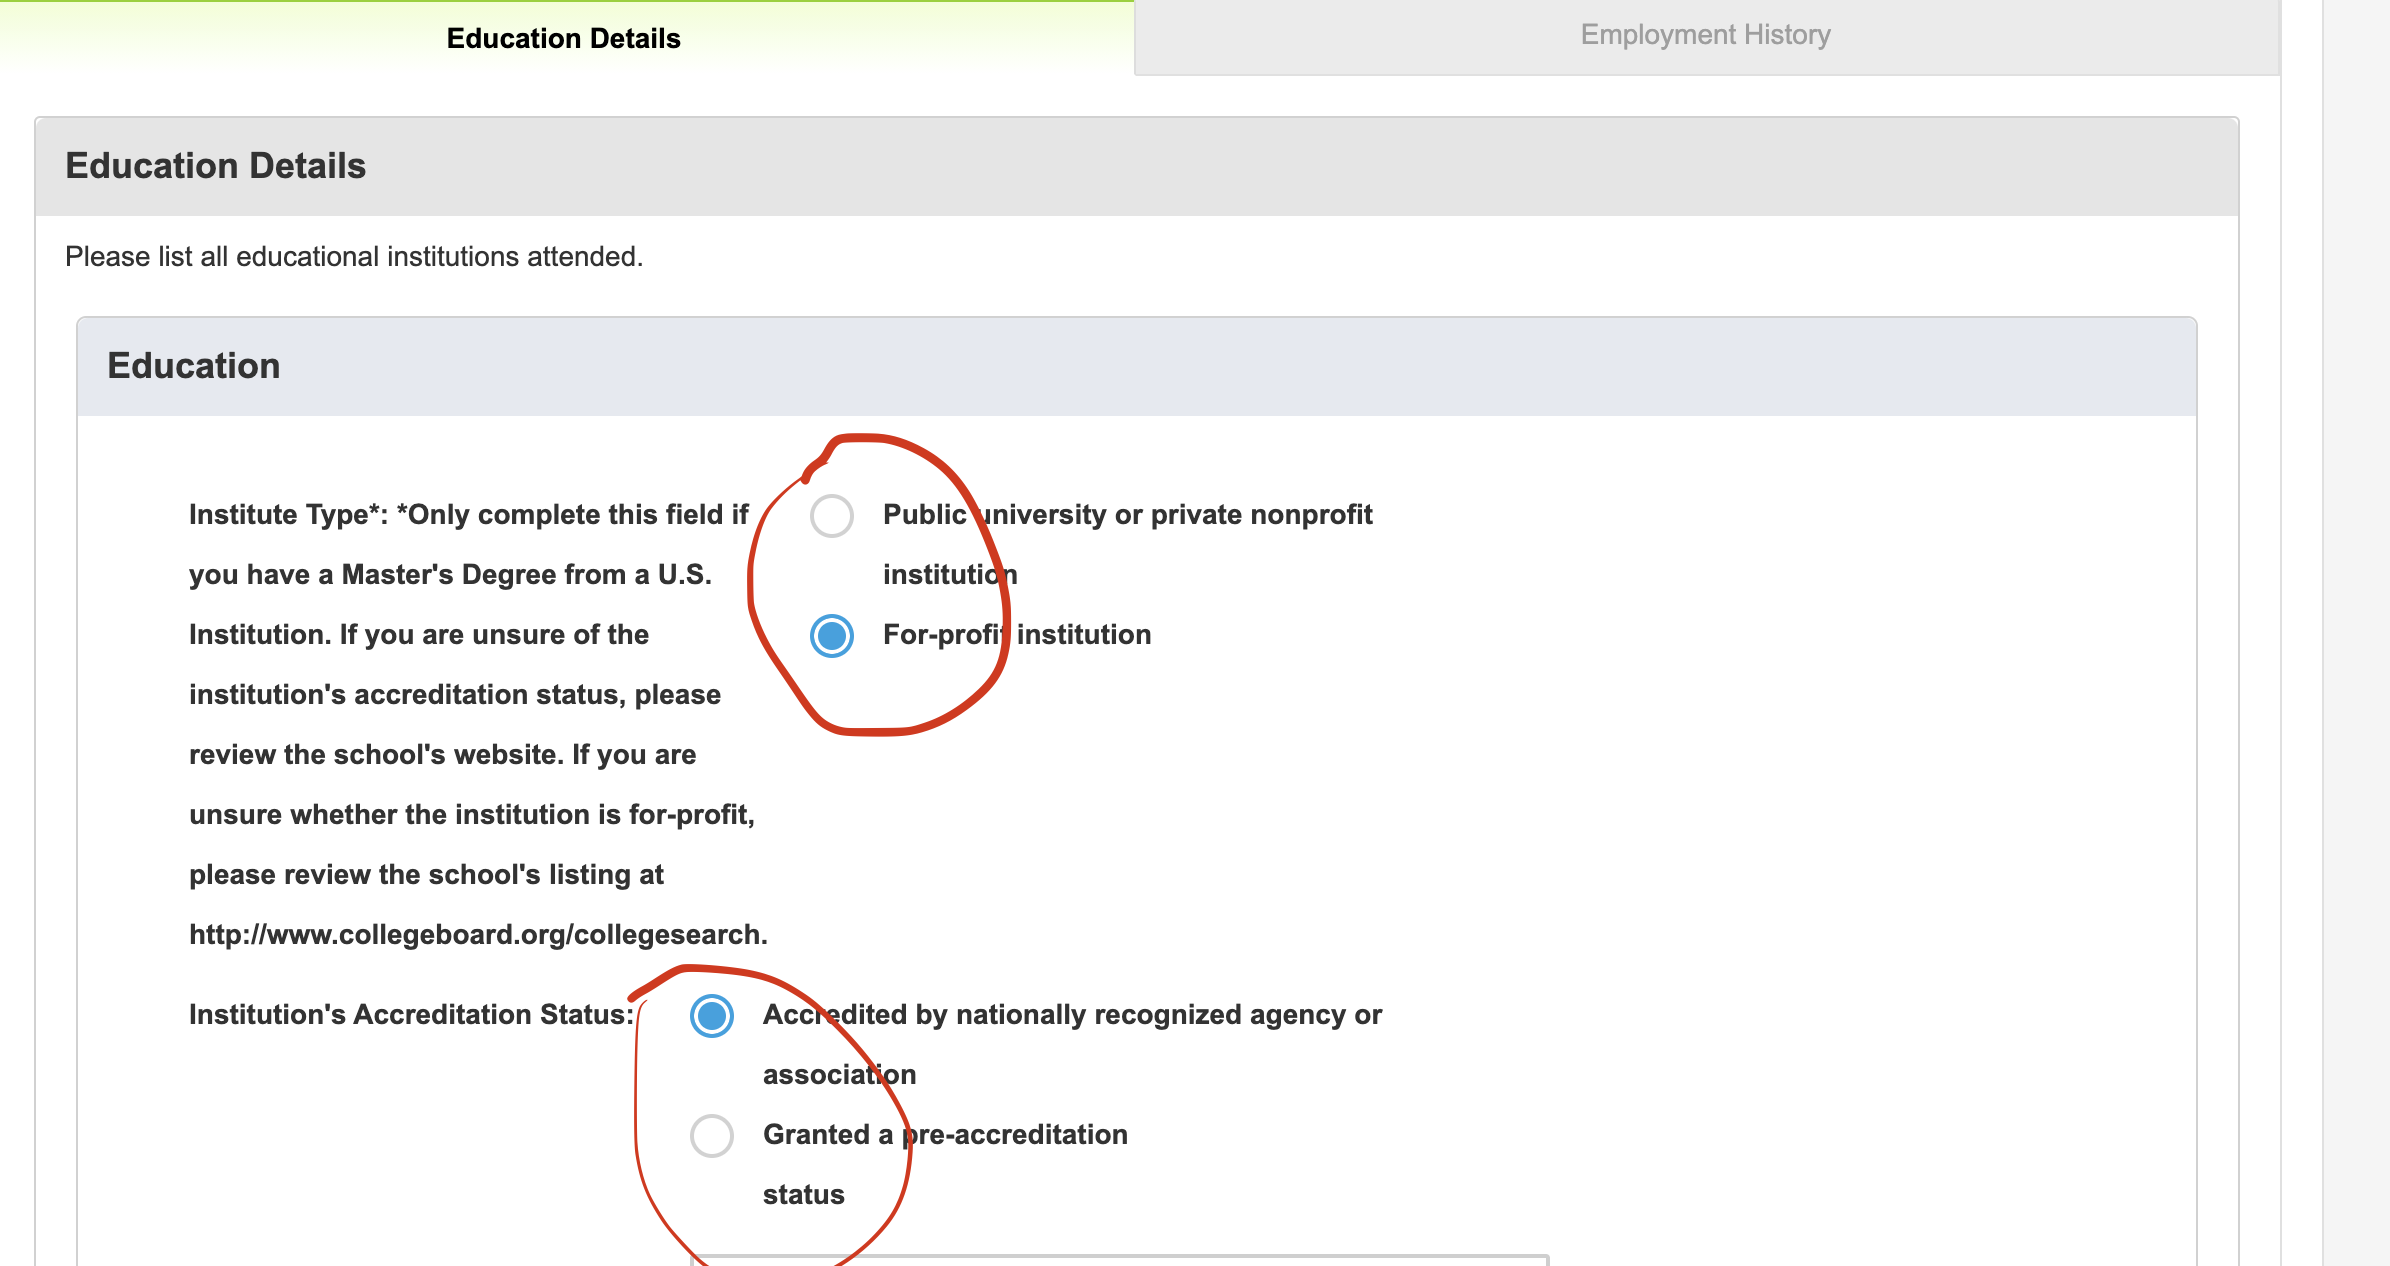 Education Details
Employment History
Education Details
Please list all educational institutions attended.
Education
Institute Type*: *Only complete this field if
you have a Master's Degree from a U.S.
Institution. If you are unsure of the
institution's accreditation status, please
review the school's website. If you are
unsure whether the institution is for-profit,
please review the school's listing at
http://www.collegeboard.org/collegesearch.
Public university or private nonprofit
institution
For-profit institution
Institution's Accreditation Status:
Accredited by nationally recognized agency or
association
Granted a pre-accreditation
status